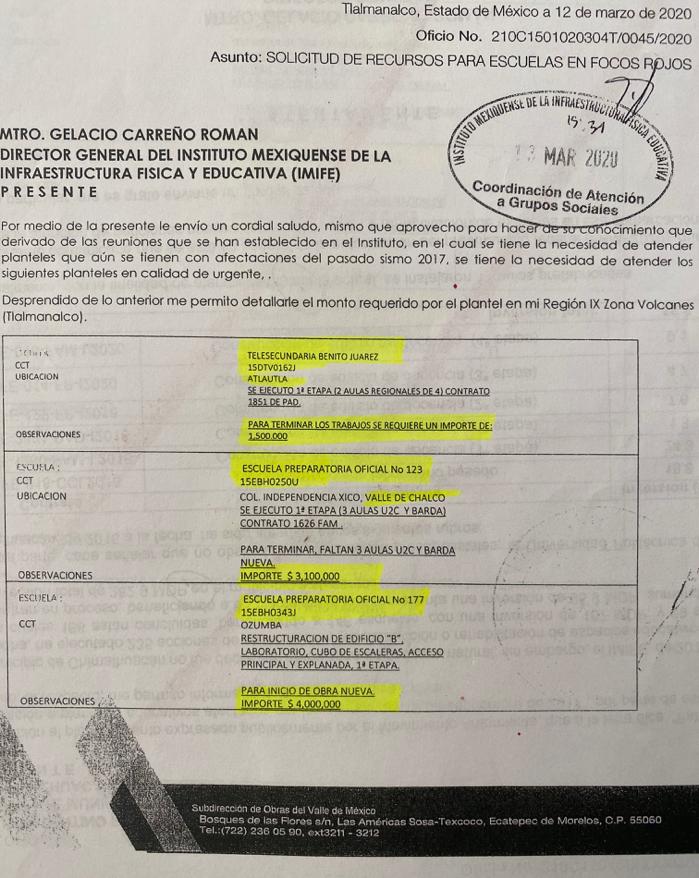 Tlalmanalco, Estado de México a 12 de marzo de 2020
Oficio No. 210C1501020304T/0045/2020
Asunto: SOLICITUD DE RECURSOS PARA ESCUELAS EN FOCOS ROJOS
INSTITUTO MEXIQUENSE DE LA INFRAESTRUCTURA FISICA EDUCATIVA
15:31
13 MAR 2020
Coordinación de Atención
a Grupos Sociales
MTRO. GELACIO CARREÑO ROMAN
DIRECTOR GENERAL DEL INSTITUTO MEXIQUENSE DE LA
INFRAESTRUCTURA FISICA Y EDUCATIVA (IMIFE)
P R E S E N T E
Por medio de la presente le envío un cordial saludo, mismo que aprovecho para hacer de su conocimiento que
derivado de las reuniones que se han establecido en el Instituto, en el cual se tiene la necesidad de atender
planteles que aún se tienen con afectaciones del pasado sismo 2017, se tiene la necesidad de atender los
siguientes planteles en calidad de urgente, .
Desprendido de lo anterior me permito detallarle el monto requerido por el plantel en mi Región IX Zona Volcanes
(Tlalmanalco).
TELESECUNDARIA BENITO JUAREZ
CCT 15DTV0162J
UBICACION ATLAUTLA
SE EJECUTO 1ª ETAPA (2 AULAS REGIONALES DE 4) CONTRATO
1851 DE PAD.
PARA TERMINAR LOS TRABAJOS SE REQUIERE UN IMPORTE DE:
OBSERVACIONES 1,500,000
ESCUELA : ESCUELA PREPARATORIA OFICIAL No 123
CCT 15EBH0250U
UBICACION COL. INDEPENDENCIA XICO, VALLE DE CHALCO
SE EJECUTO 1ª ETAPA (3 AULAS U2C Y BARDA)
CONTRATO 1626 FAM .
PARA TERMINAR, FALTAN 3 AULAS U2C Y BARDA
NUEVA.
OBSERVACIONES IMPORTE $ 3,100,000
ESCUELA : ESCUELA PREPARATORIA OFICIAL No 177
15EBH0343J
CCT OZUMBA
RESTRUCTURACION DE EDIFICIO "B",
LABORATORIO, CUBO DE ESCALERAS, ACCESO
PRINCIPAL Y EXPLANADA, 1ª ETAPA.
PARA INICIO DE OBRA NUEVA.
OBSERVACIONES IMPORTE $ 4,000,000
Subdirección de Obras del Valle de México
Bosques de las Flores s/n, Las Américas Sosa-Texcoco, Ecatepec de Morelos, C.P. 55060
Tel.:(722) 236 05 90, ext3211 - 3212